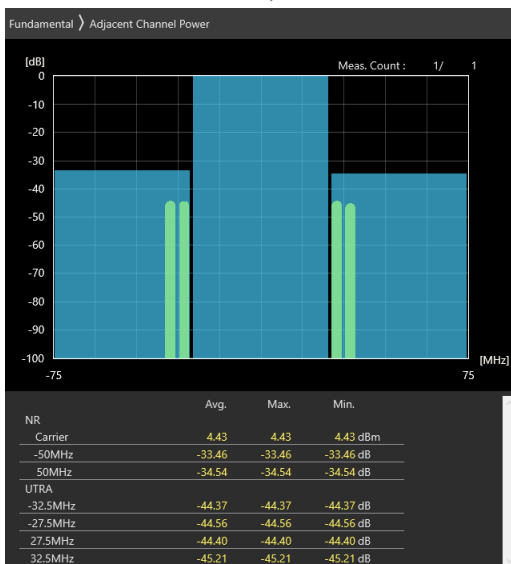 Fundamental 〉 Adjacent Channel Power
[dB]
Meas. Count : 1/ 1
0
-10
-20
-30
-40
-50
-60
-70
-80
-90
-100
[MHz]
-75 75
Avg. Max. Min.
NR
Carrier 4.43 4.43 4.43 dBm
-50MHz -33.46 -33.46 -33.46 dB
50MHz -34.54 -34.54 -34.54 dB
UTRA
-32.5MHz -44.37 -44.37 -44.37 dB
-27.5MHz -44.56 -44.56 -44.56 dB
27.5MHz -44.40 -44.40 -44.40 dB
32.5MHz -45.21 -45.21 -45.21 dB